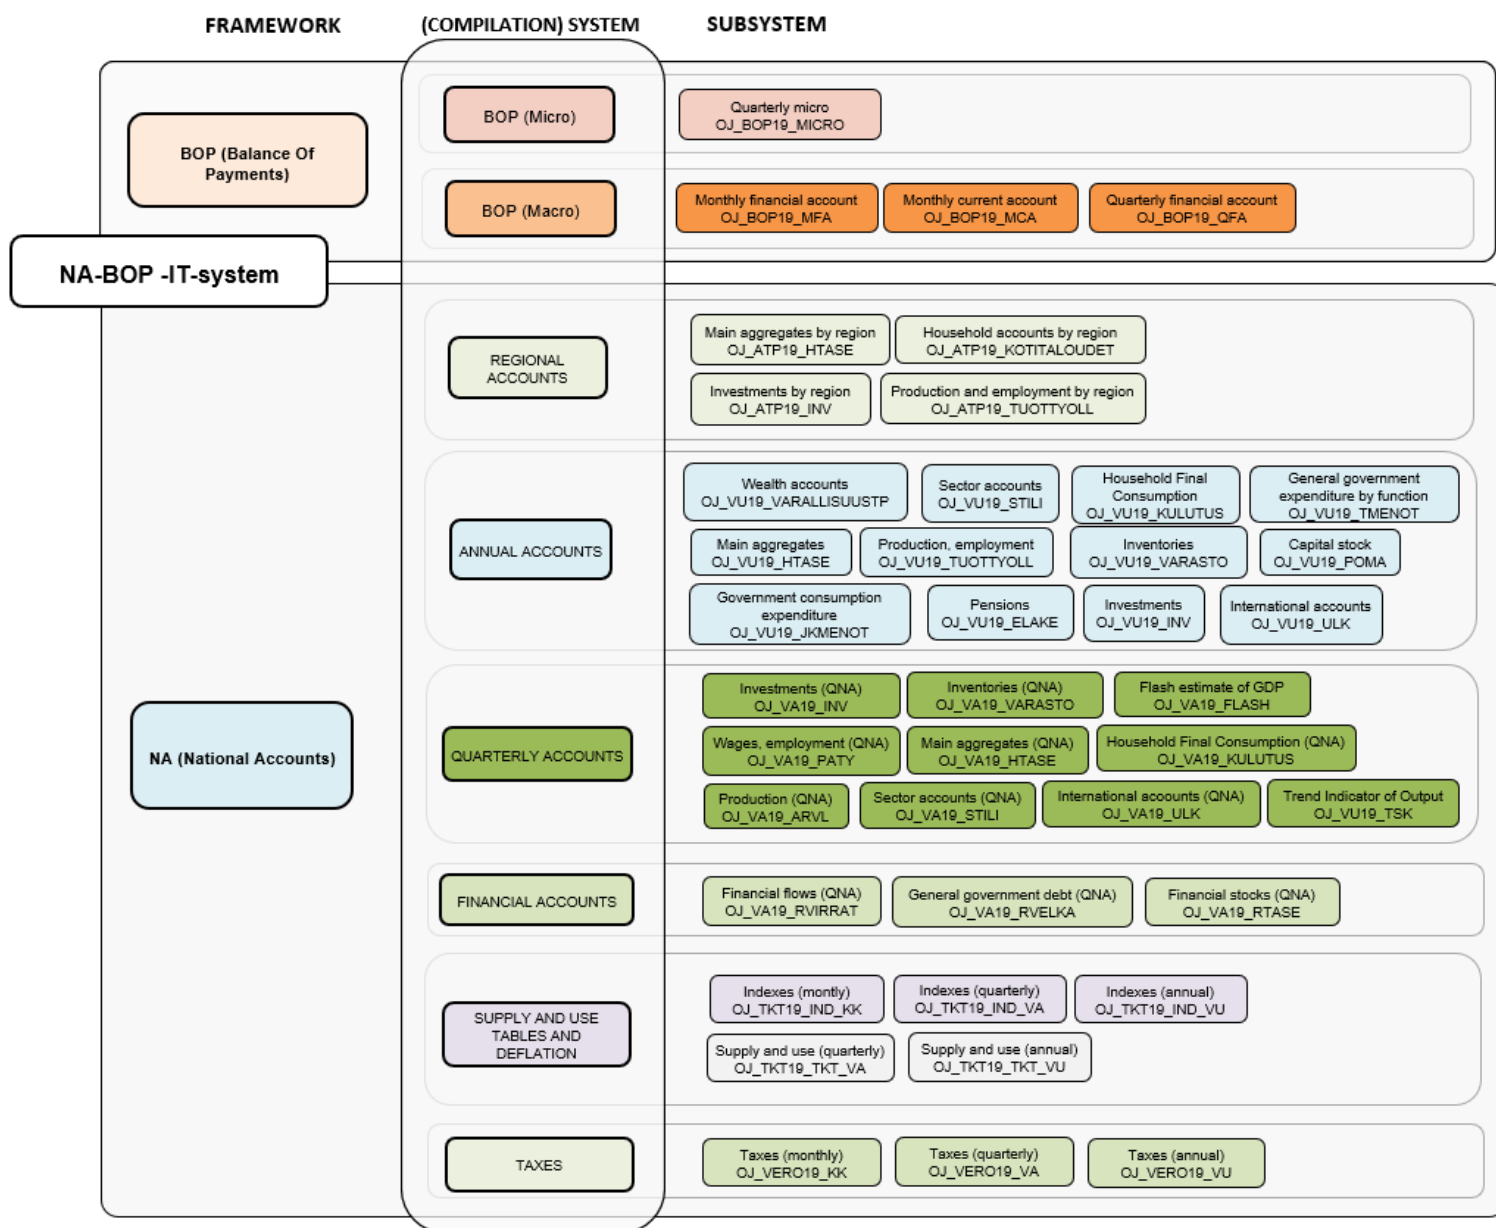 FRAMEWORK
(COMPILATION) SYSTEM
SUBSYSTEM
BOP (Balance Of
Payments)
BOP (Micro)
Quarterly micro
OJ_BOP19_MICRO
BOP (Macro)
Monthly financial account
OJ_BOP19_MFA
Monthly current account
OJ_BOP19_MCA
Quarterly financial account
OJ_BOP19_QFA
NA-BOP -IT-system
NA (National Accounts)
REGIONAL
ACCOUNTS
Main aggregates by region
OJ_ATP19_HTASE
Household accounts by region
OJ_ATP19_KOTITALOUDET
Investments by region
OJ_ATP19_INV
Production and employment by region
OJ_ATP19_TUOTTYOLL
ANNUAL ACCOUNTS
Wealth accounts
OJ_VU19_VARALLISUUSTP
Sector accounts
OJ_VU19_STILI
Household Final
Consumption
OJ_VU19_KULUTUS
General government
expenditure by function
OJ_VU19_TMENOT
Main aggregates
OJ_VU19_HTASE
Production, employment
OJ_VU19_TUOTTYOLL
Inventories
OJ_VU19_VARASTO
Capital stock
OJ_VU19_POMA
Government consumption
expenditure
OJ_VU19_JKMENOT
Pensions
OJ_VU19_ELAKE
Investments
OJ_VU19_INV
International accounts
OJ_VU19_ULK
QUARTERLY ACCOUNTS
Investments (QNA)
OJ_VA19_INV
Inventories (QNA)
OJ_VA19_VARASTO
Flash estimate of GDP
OJ_VA19_FLASH
Wages, employment (QNA)
OJ_VA19_PATY
Main aggregates (QNA)
OJ_VA19_HTASE
Household Final Consumption (QNA)
OJ_VA19_KULUTUS
Production (QNA)
OJ_VA19_ARVL
Sector accounts (QNA)
OJ_VA19_STILI
International accounts (QNA)
OJ_VA19_ULK
Trend Indicator of Output
OJ_VU19_TSK
FINANCIAL ACCOUNTS
Financial flows (QNA)
OJ_VA19_RVIRRAT
General government debt (QNA)
OJ_VA19_RVELKA
Financial stocks (QNA)
OJ_VA19_RTASE
SUPPLY AND USE
TABLES AND
DEFLATION
Indexes (montly)
OJ_TKT19_IND_KK
Indexes (quarterly)
OJ_TKT19_IND_VA
Indexes (annual)
OJ_TKT19_IND_VU
Supply and use (quarterly)
OJ_TKT19_TKT_VA
Supply and use (annual)
OJ_TKT19_TKT_VU
TAXES
Taxes (monthly)
OJ_VERO19_KK
Taxes (quarterly)
OJ_VERO19_VA
Taxes (annual)
OJ_VERO19_VU